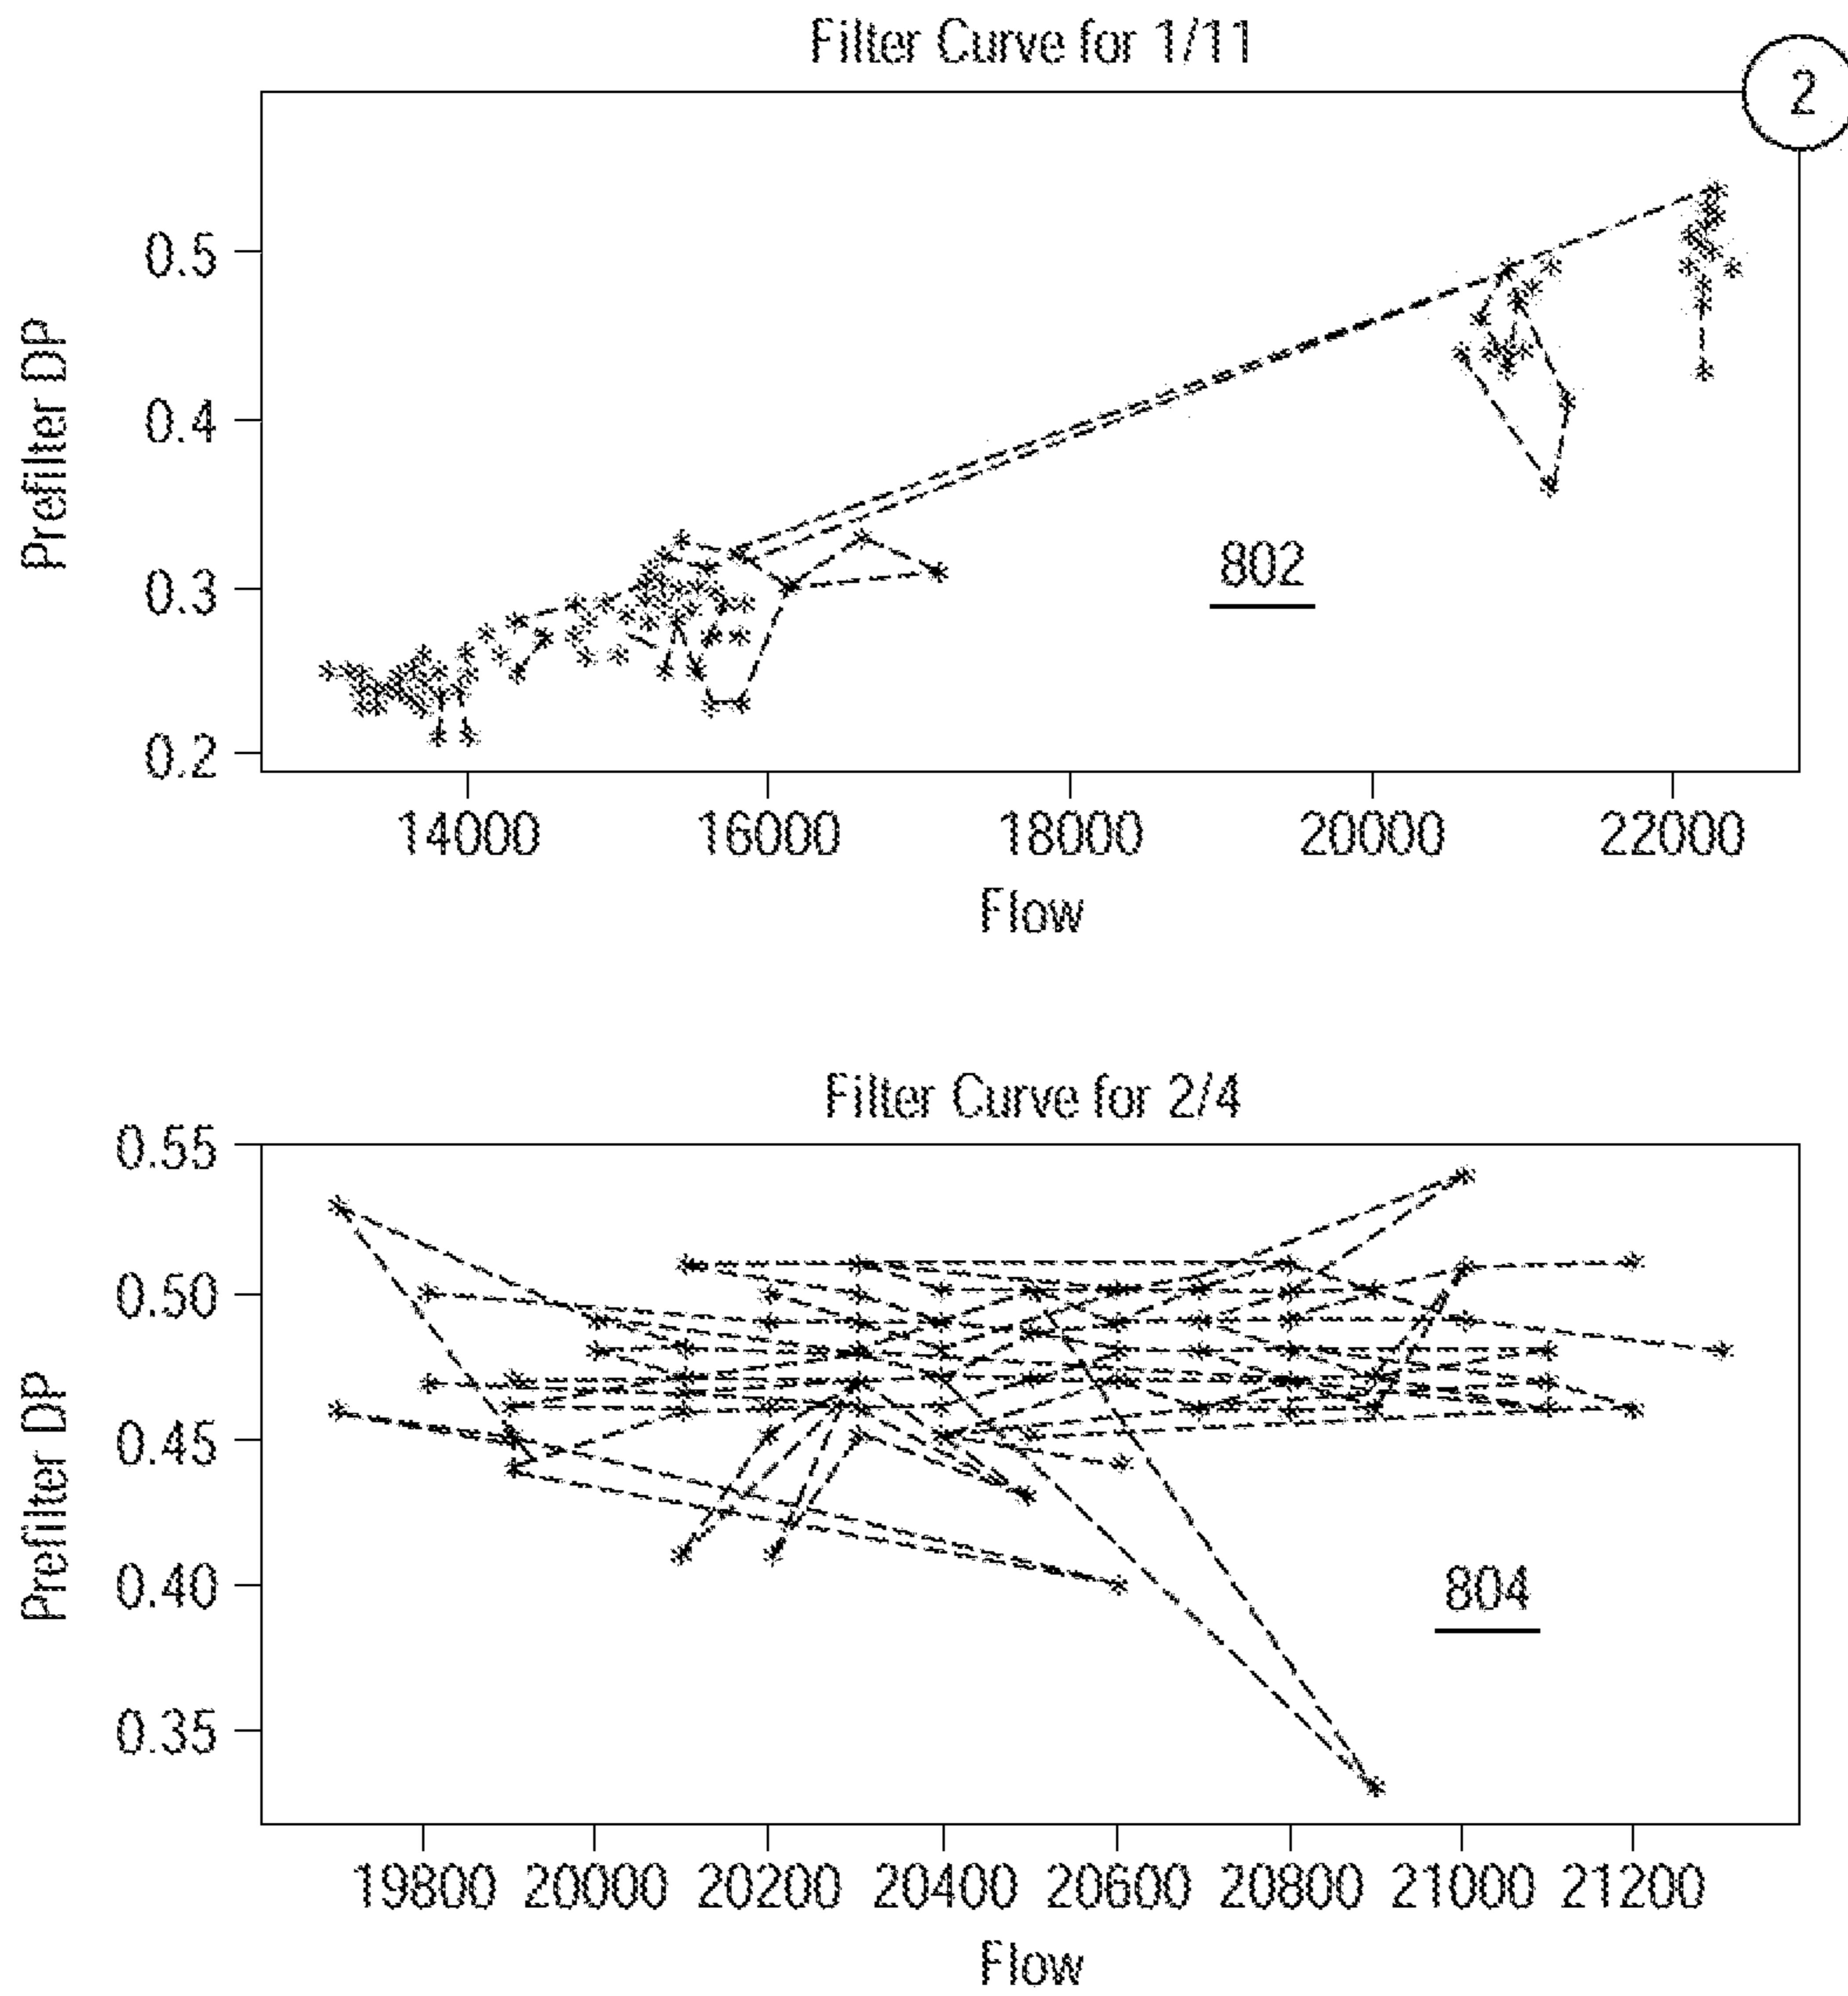 Filter Curve for 1/11
2
Prefilter DP
0.5
0.4
0.3
0.2
802
14000 16000 18000 20000 22000
Flow
Filter Curve for 2/4
Prefilter DP
0.55
0.50
0.45
0.40
0.35
804
19800 20000 20200 20400 20600 20800 21000 21200
Flow